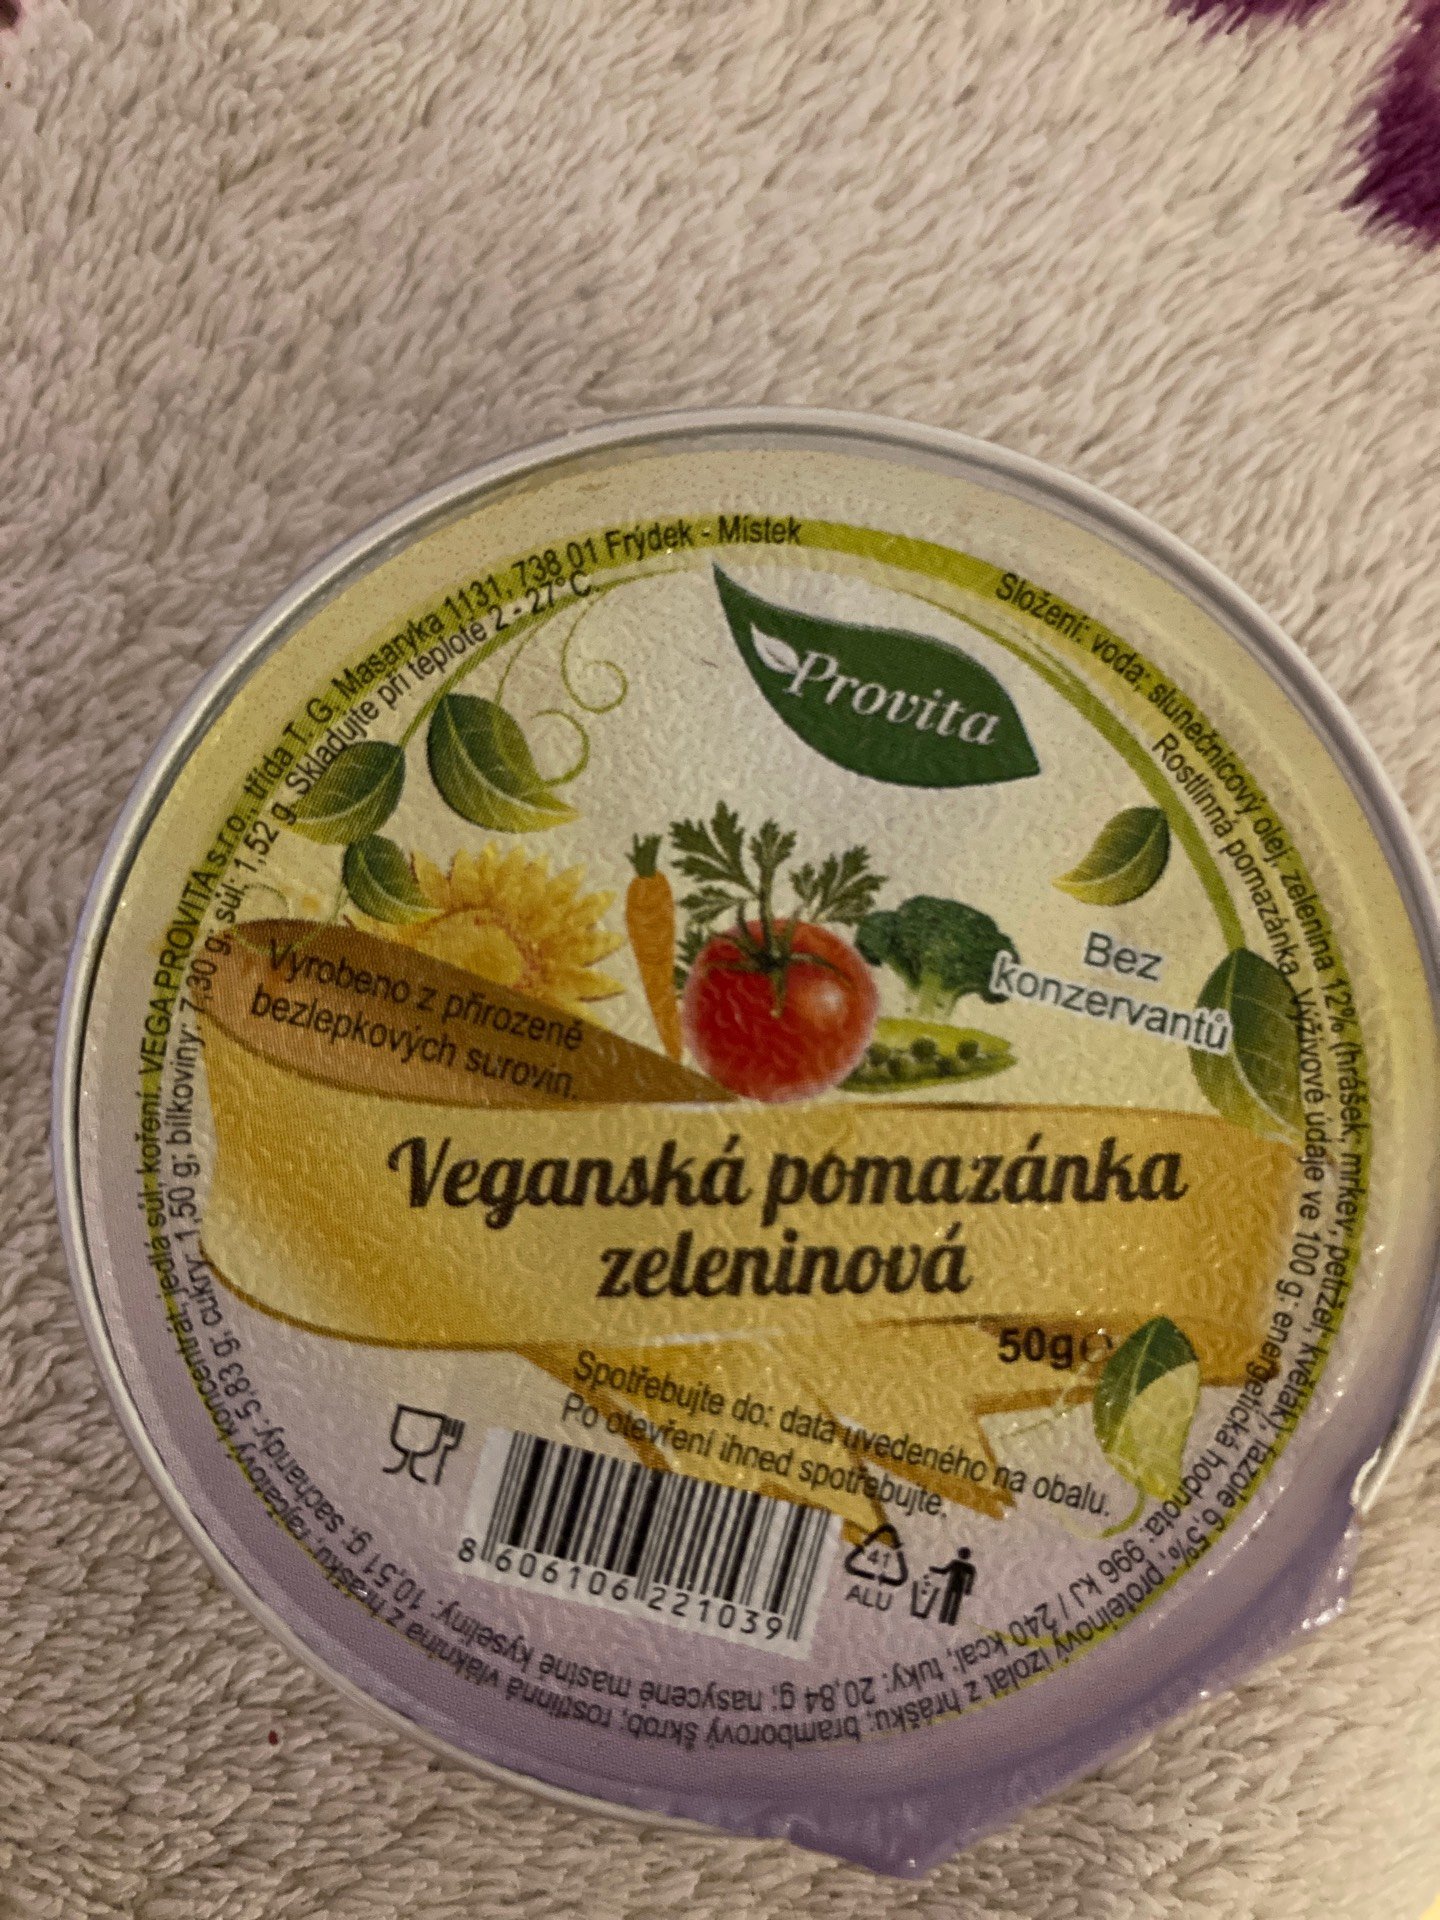 Složení: voda; slunečnicový olej; zelenina 12% (hrášek, mrkev, petržel, květák); fazole 6,5%; proteinový izolát z hrášku; bramborový škrob; rostlinná vláknina z hrášku; rajčatový koncentrát; jedlá sůl; koření. VEGA PROVITA s.r.o., třída T. G. Masaryka 1131, 738 01 Frýdek - Místek
Rostlinná pomazánka. Výživové údaje ve 100 g: energetická hodnota: 996 kJ / 240 kcal; tuky: 20,84 g; nasycené mastné kyseliny: 10,51 g; sacharidy: 5,83 g; cukry: 1,50 g; bílkoviny: 7,30 g; sůl: 1,52 g. Skladujte při teplotě 2 - 27°C.
Provita
Bez
konzervantů
Vyrobeno z přirozeně
bezlepkových surovin.
Veganská pomazánka
zeleninová
50g ℮
Spotřebujte do: data uvedeného na obalu.
Po otevření ihned spotřebujte.
8 606106 221039
41
ALU